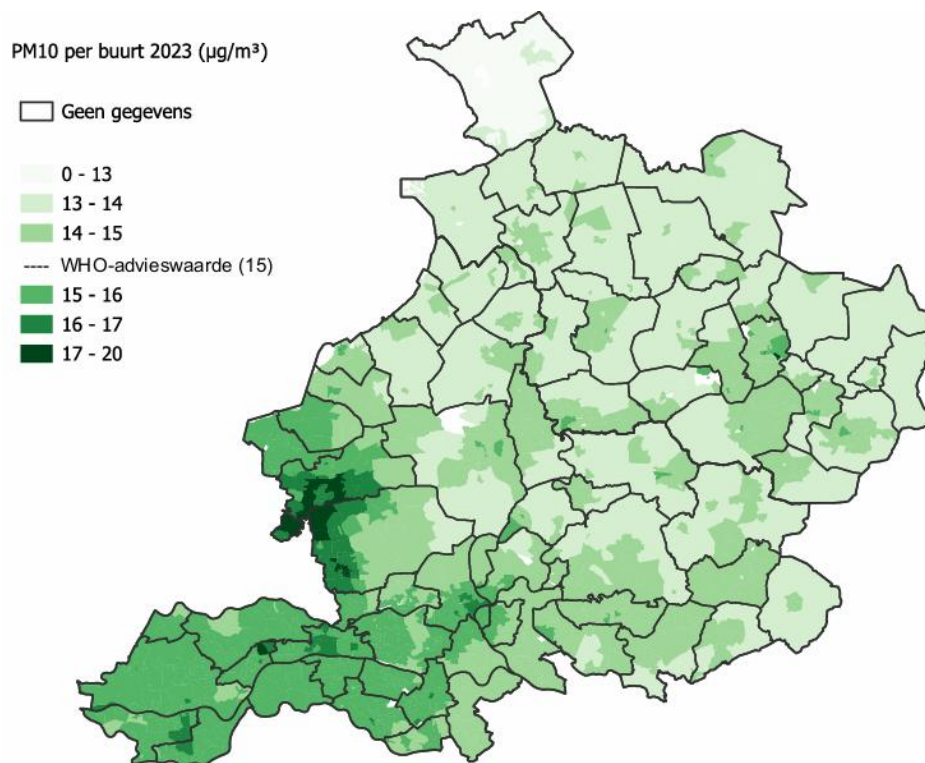 PM10 per buurt 2023 (µg/m³)
Geen gegevens
0 - 13
13 - 14
14 - 15
WHO-advieswaarde (15)
15 - 16
16 - 17
17 - 20